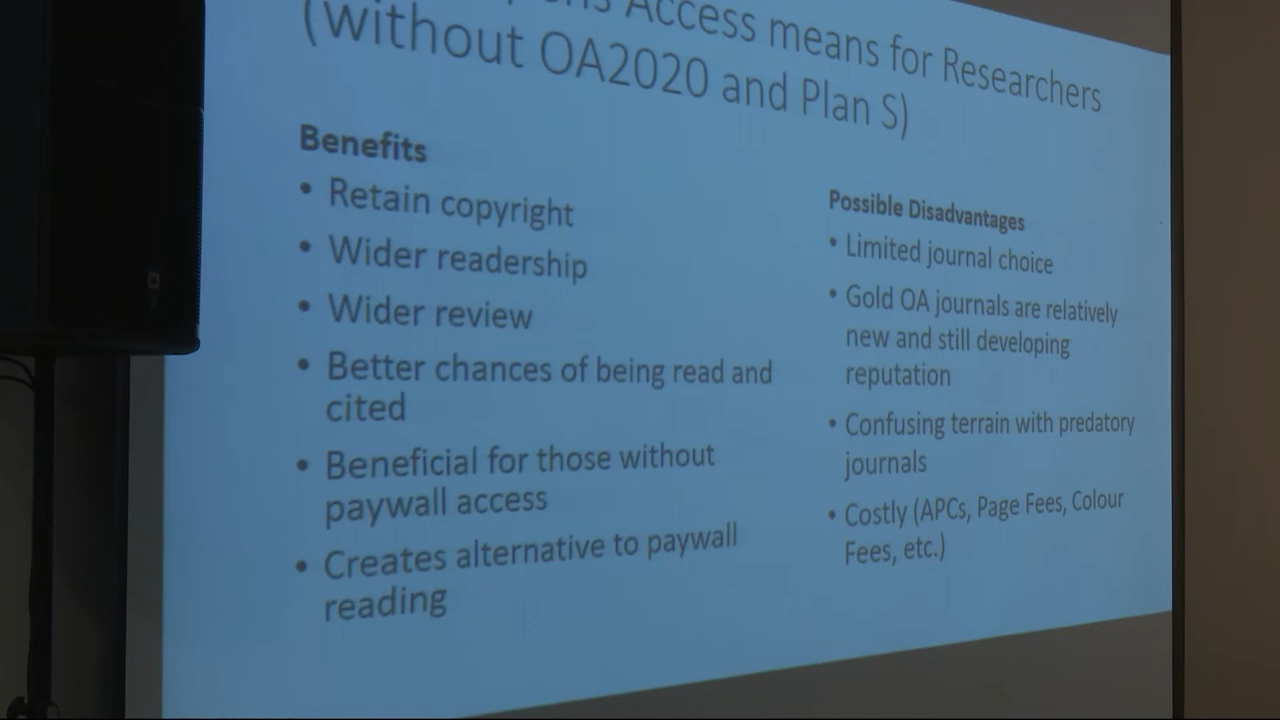 Access means for Researchers
(without OA2020 and Plan S)
Benefits
• Retain copyright
• Wider readership
• Wider review
• Better chances of being read and
cited
• Beneficial for those without
paywall access
• Creates alternative to paywall
reading
Possible Disadvantages
• Limited journal choice
• Gold OA journals are relatively
new and still developing
reputation
• Confusing terrain with predatory
journals
• Costly (APCs, Page Fees, Colour
Fees, etc.)